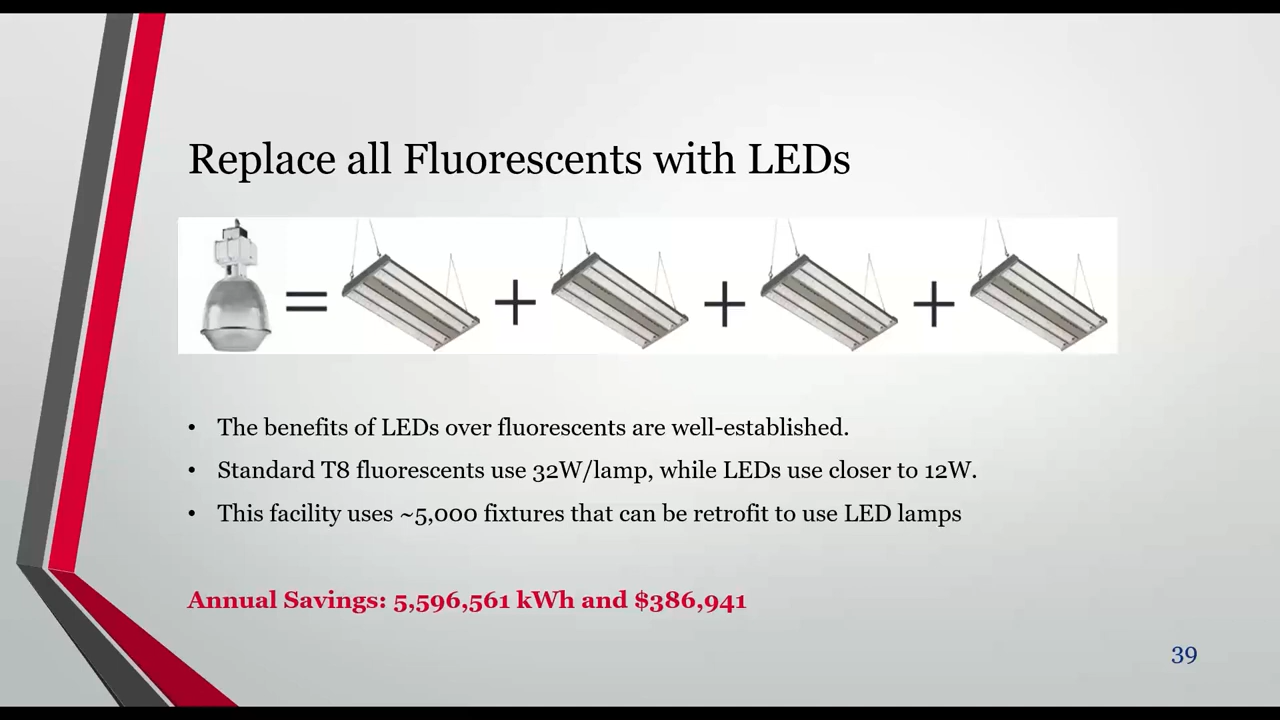 Replace all Fluorescents with LEDs
= + + +
• The benefits of LEDs over fluorescents are well-established.
• Standard T8 fluorescents use 32W/lamp, while LEDs use closer to 12W.
• This facility uses ~5,000 fixtures that can be retrofit to use LED lamps
Annual Savings: 5,596,561 kWh and $386,941
39